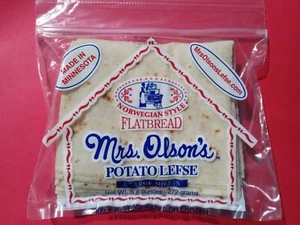 MADE IN
MINNESOTA
MrsOlsonsLefse.com
NORWEGIAN STYLE
FLATBREAD
Mrs. Olson's
POTATO LEFSE